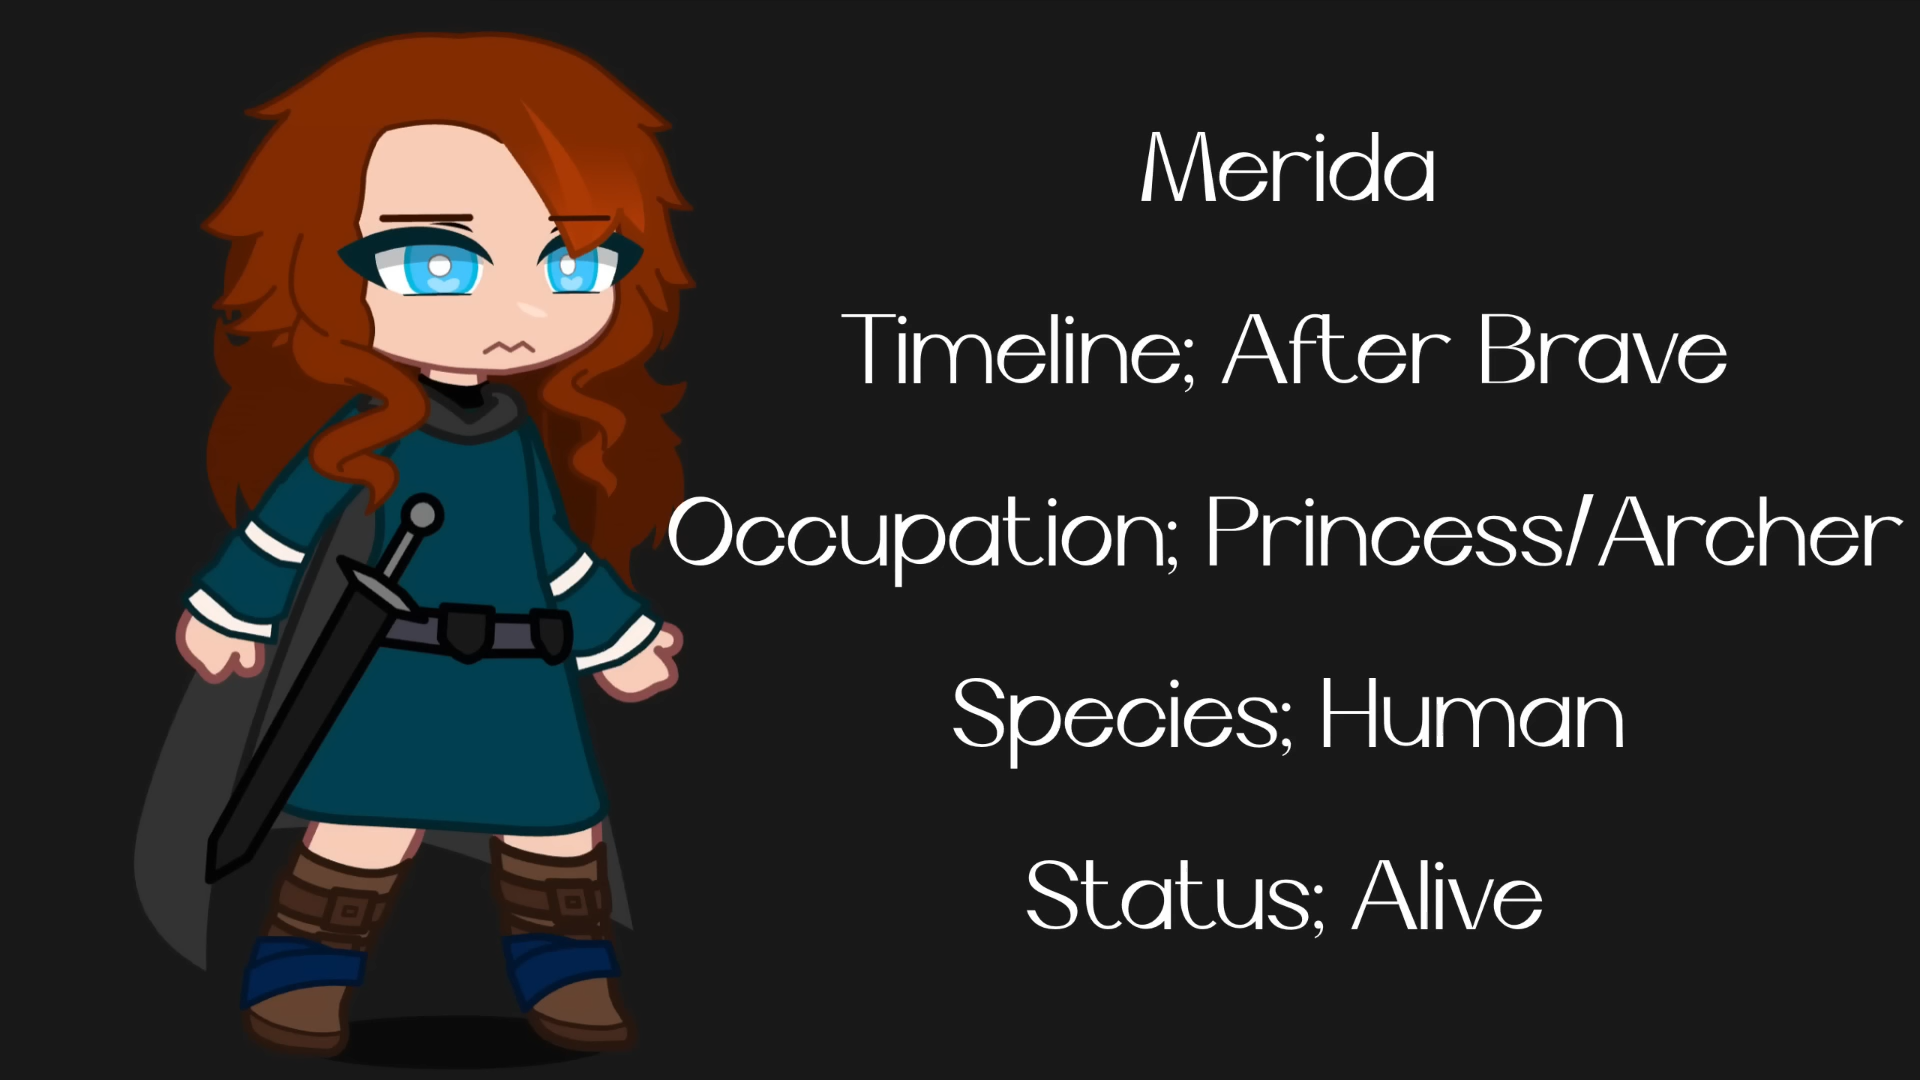 Merida
Timeline; After Brave
Occupation; Princess/Archer
Species; Human
Status; Alive